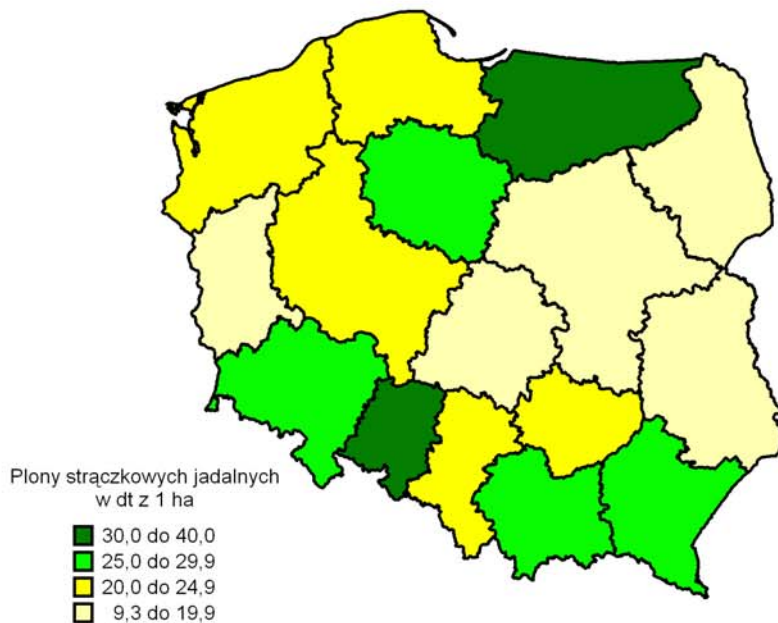 Plony strączkowych jadalnych
w dt z 1 ha
30,0 do 40,0
25,0 do 29,9
20,0 do 24,9
9,3 do 19,9